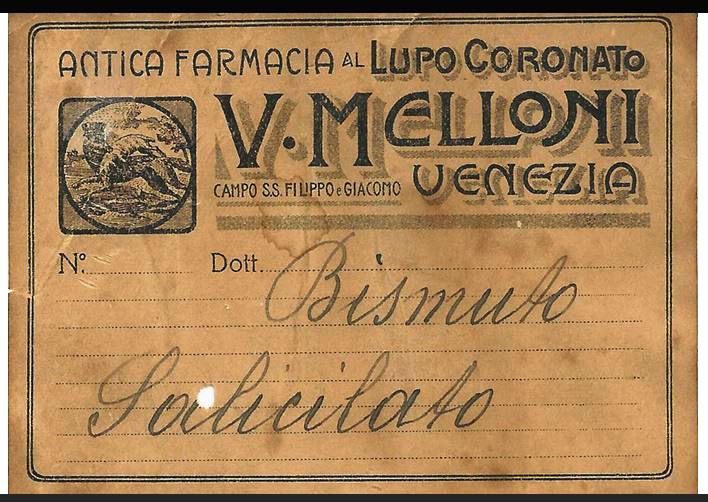 ANTICA FARMACIA AL LUPO CORONATO
V. MELLONI
CAMPO S.S. FILIPPO e GIACOMO VENEZIA
N.° Dott. Bismuto
Salicilato